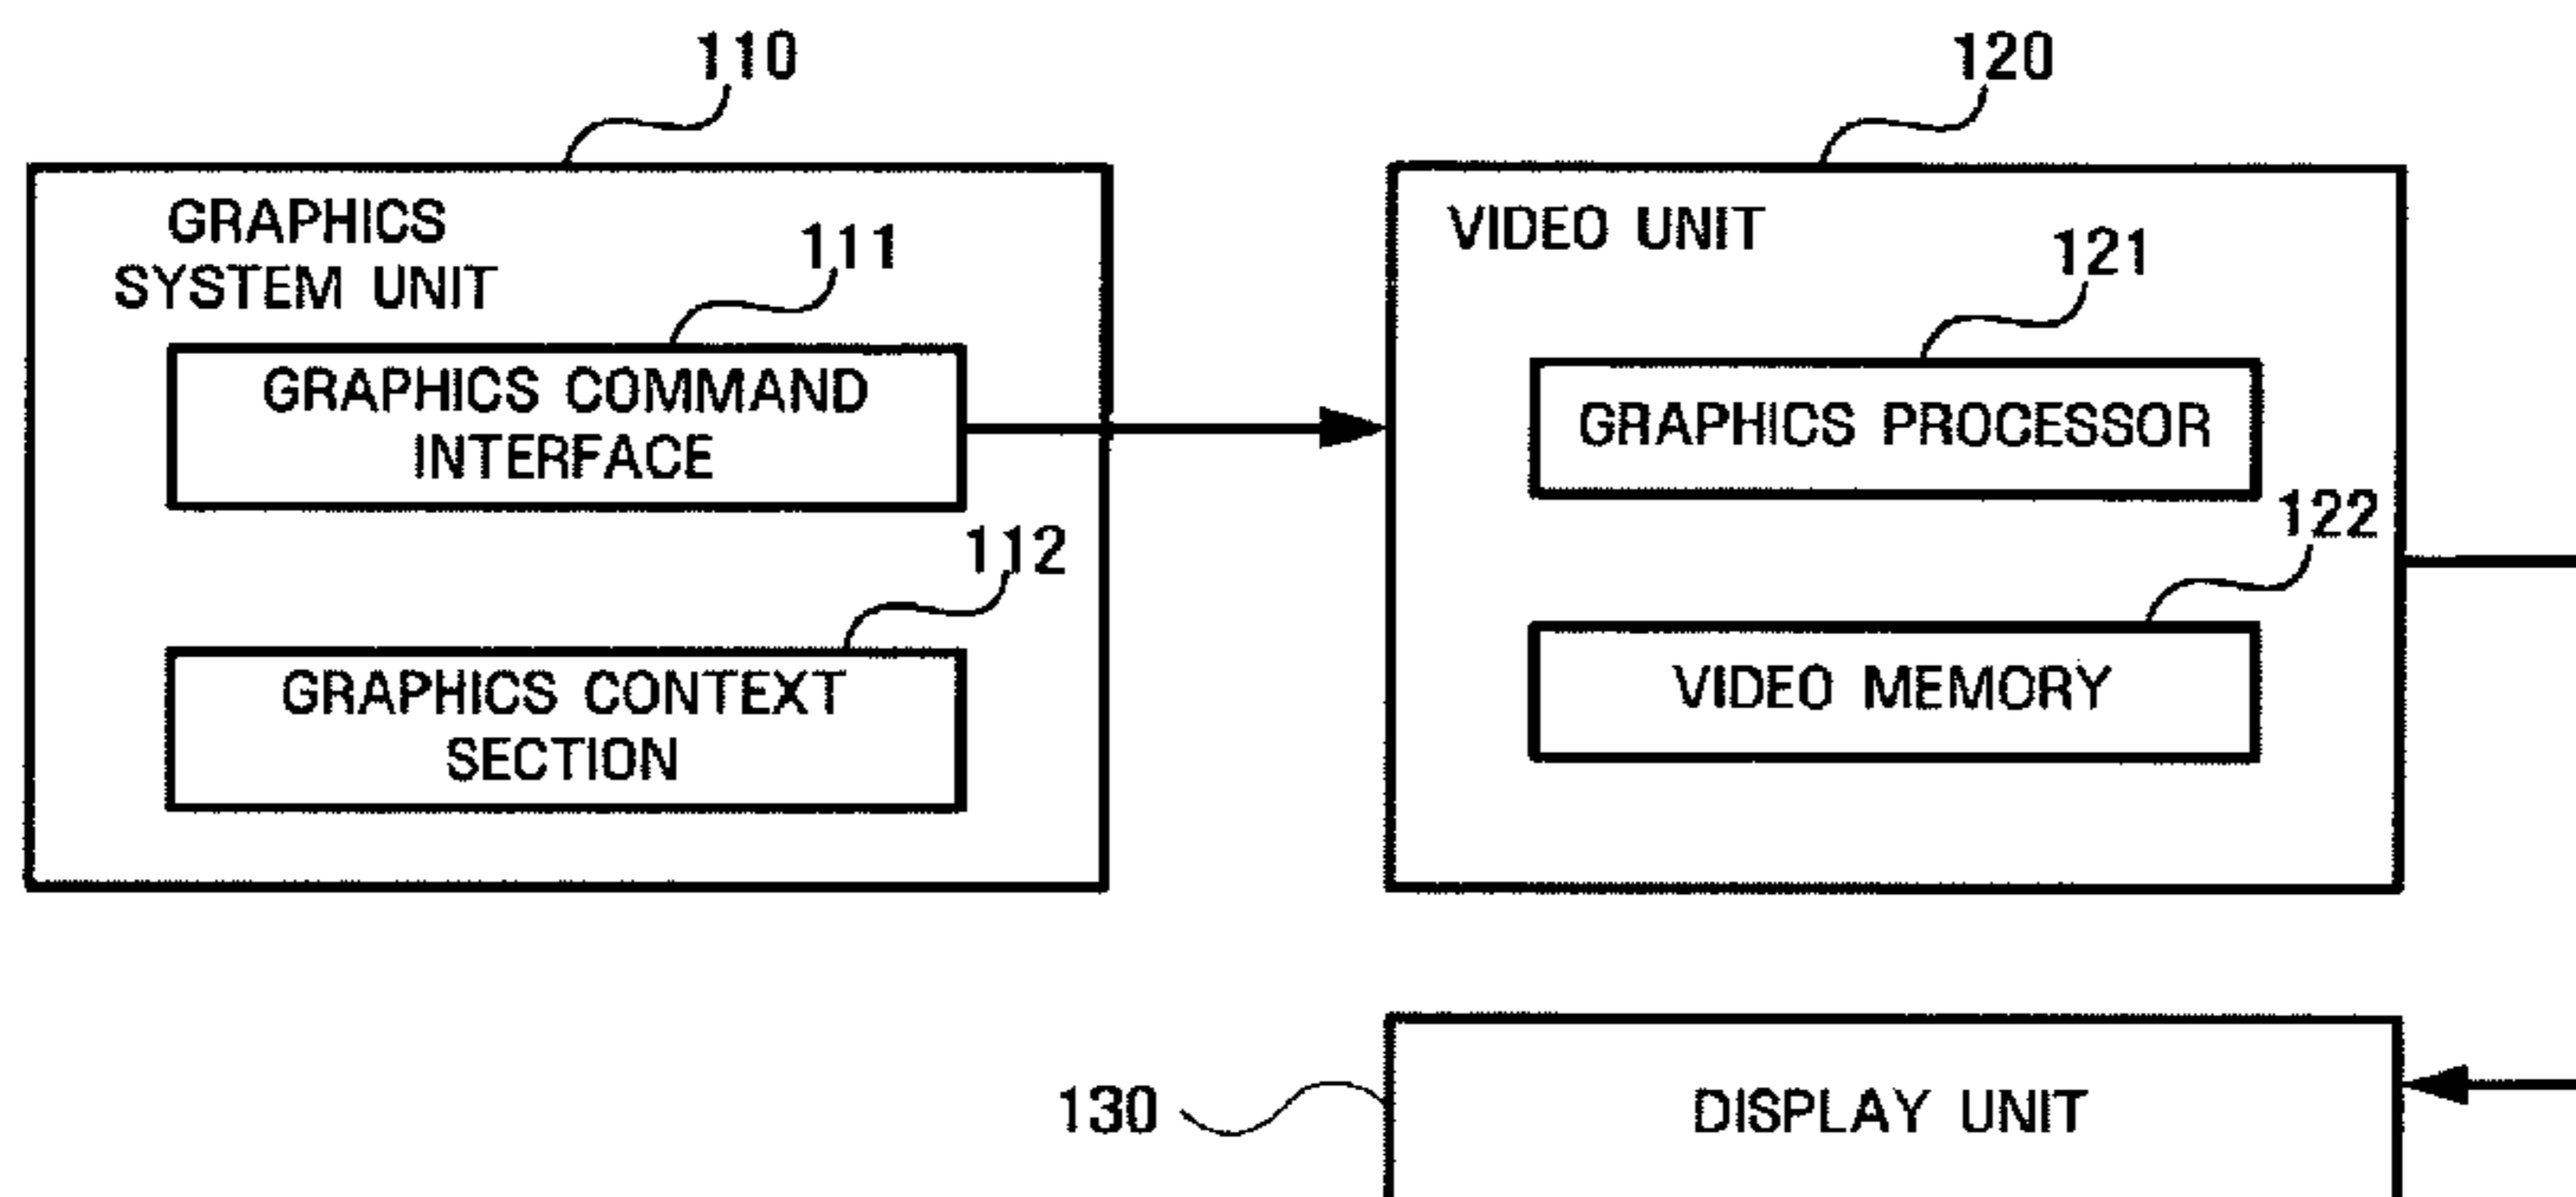 110
120
GRAPHICS
SYSTEM UNIT
111
GRAPHICS COMMAND
INTERFACE
112
GRAPHICS CONTEXT
SECTION
VIDEO UNIT
121
GRAPHICS PROCESSOR
122
VIDEO MEMORY
130
DISPLAY UNIT